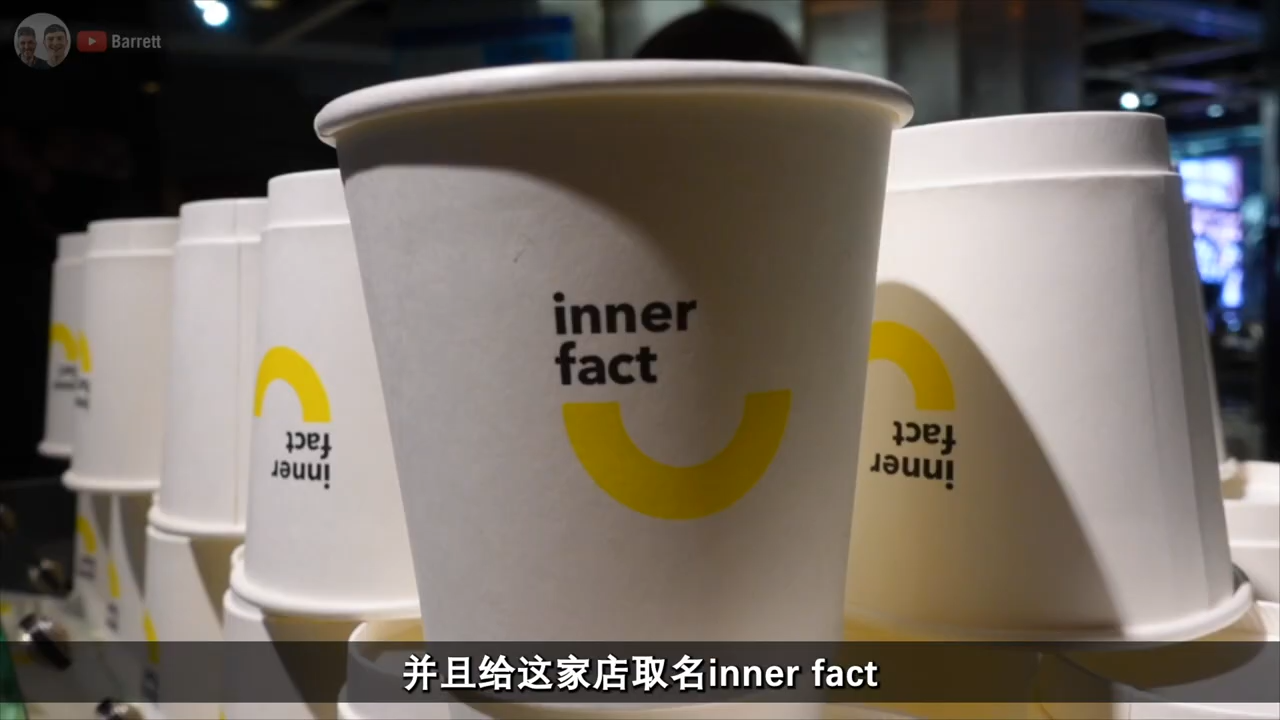 Barrett
inner
fact
fact
inner
fact
inner
并且给这家店取名inner fact